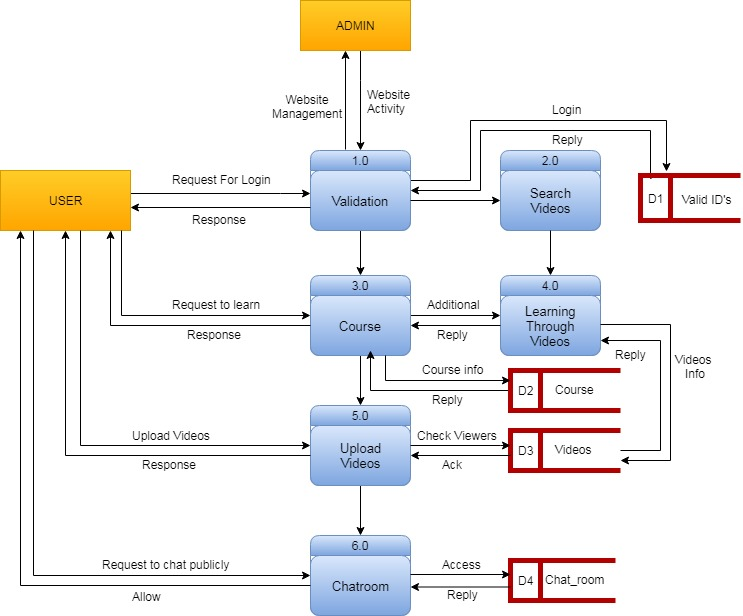 ADMIN
Website
Management
Website
Activity
Login
Reply
1.0
2.0
USER
Request For Login
Validation
Search
Videos
D1
Valid ID's
Response
3.0
4.0
Request to learn
Response
Course
Additional
Reply
Learning
Through
Videos
Reply
Videos
Info
Course info
Reply
D2
Course
5.0
Upload Videos
Response
Upload
Videos
Check Viewers
Ack
D3
Videos
6.0
Request to chat publicly
Allow
Chatroom
Access
Reply
D4
Chat_room